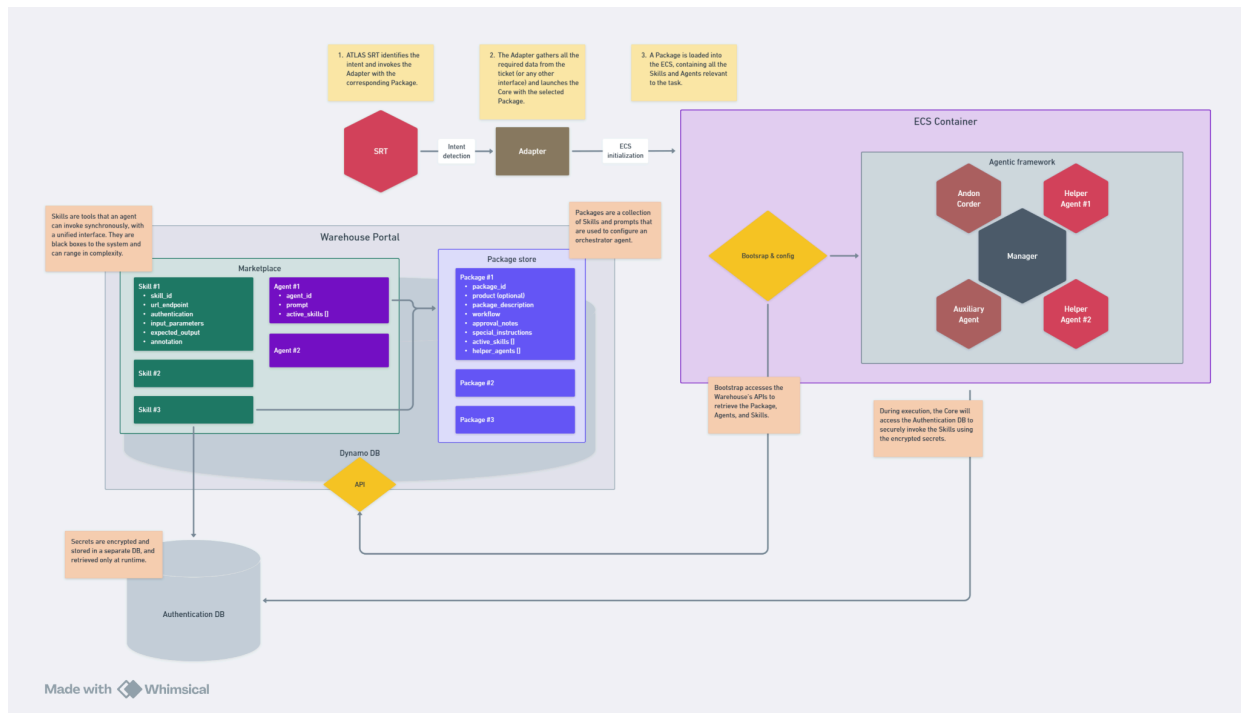 1. ATLAS SRT identifies the
intent and invokes the
Adapter with the
corresponding Package.
2. The Adapter gathers all the
required data from the
ticket (or any other
interface) and launches the
Core with the selected
Package.
3. A Package is loaded into
the ECS, containing all the
Skills and Agents relevant
to the task.
SRT
Intent
detection
Adapter
ECS
initialization
ECS Container
Agentic framework
Andon
Corder
Helper
Agent #1
Manager
Auxiliary
Agent
Helper
Agent #2
Bootsrap & config
Skills are tools that an agent
can invoke synchronously, with
a unified interface. They are
black boxes to the system and
can range in complexity.
Packages are a collection
of Skills and prompts that
are used to configure an
orchestrator agent.
Warehouse Portal
Marketplace
Skill #1
• skill_id
• url_endpoint
• authentication
• input_parameters
• expected_output
• annotation
Skill #2
Skill #3
Agent #1
• agent_id
• prompt
• active_skills []
Agent #2
Package store
Package #1
• package_id
• product (optional)
• package_description
• workflow
• approval_notes
• special_instructions
• active_skills []
• helper_agents []
Package #2
Package #3
Dynamo DB
API
Bootstrap accesses the
Warehouse's APIs to
retrieve the Package,
Agents, and Skills.
During execution, the Core will
access the Authentication DB to
securely invoke the Skills using
the encrypted secrets.
Secrets are encrypted and
stored in a separate DB, and
retrieved only at runtime.
Authentication DB
Made with Whimsical